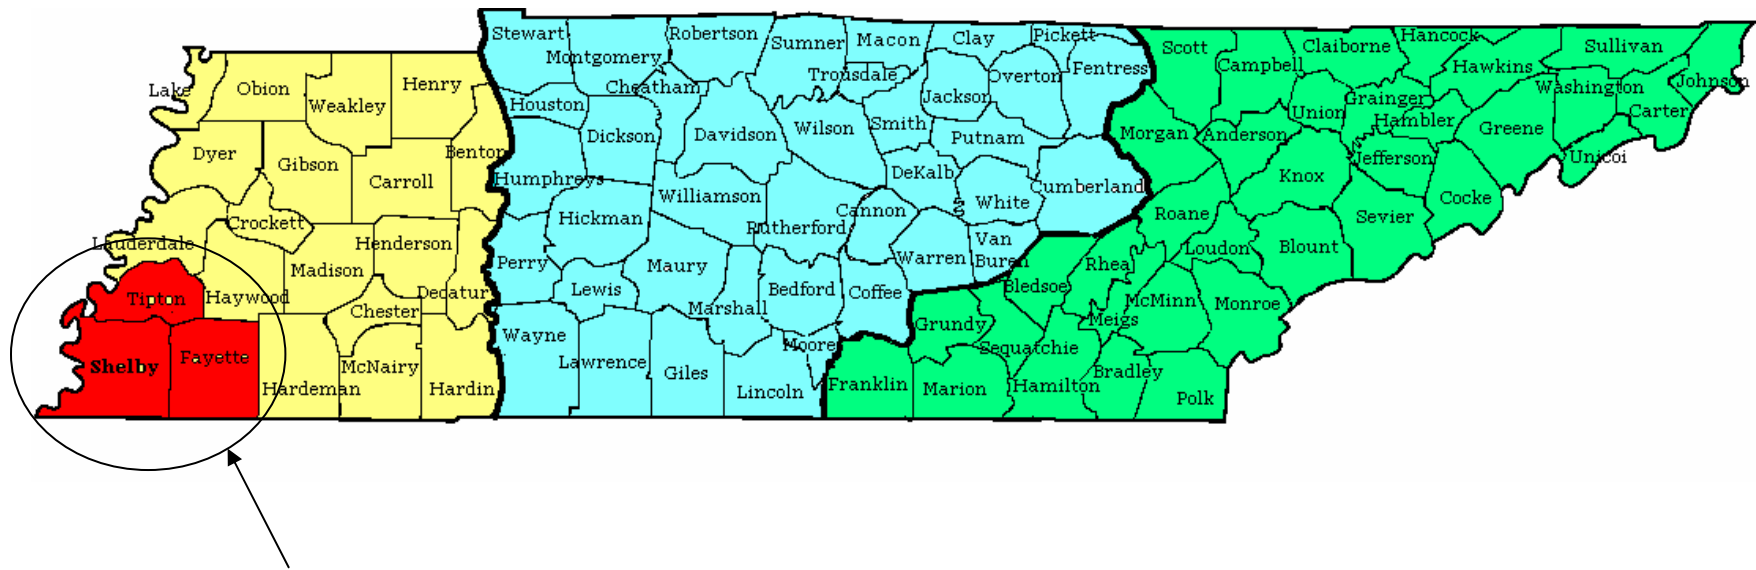 Stewart
Montgomery
Robertson
Sumner
Macon
Clay
Pickett
Scott
Campbell
Claiborne
Hancock
Hawkins
Sullivan
Johnson
Lake
Obion
Weakley
Henry
Houston
Cheatham
Trousdale
Jackson
Overton
Fentress
Union
Grainger
Hambler
Washington
Carter
Greene
Unicoi
Dyer
Gibson
Carroll
Benton
Humphreys
Dickson
Davidson
Wilson
Smith
Putnam
DeKalb
White
Cumberland
Morgan
Anderson
Knox
Jefferson
Cocke
Sevier
Crockett
Lauderdale
Henderson
Madison
Haywood
Decatur
Chester
Hickman
Williamson
Rutherford
Cannon
Warren
Van
Buren
Roane
Loudon
Blount
Rhea
Bledsoe
Perry
Lewis
Maury
Marshall
Bedford
Coffee
Grundy
Sequatchie
Meigs
McMinn
Monroe
Tipton
Shelby
Fayette
Hardeman
McNairy
Hardin
Wayne
Lawrence
Giles
Lincoln
Moore
Franklin
Marion
Hamilton
Bradley
Polk